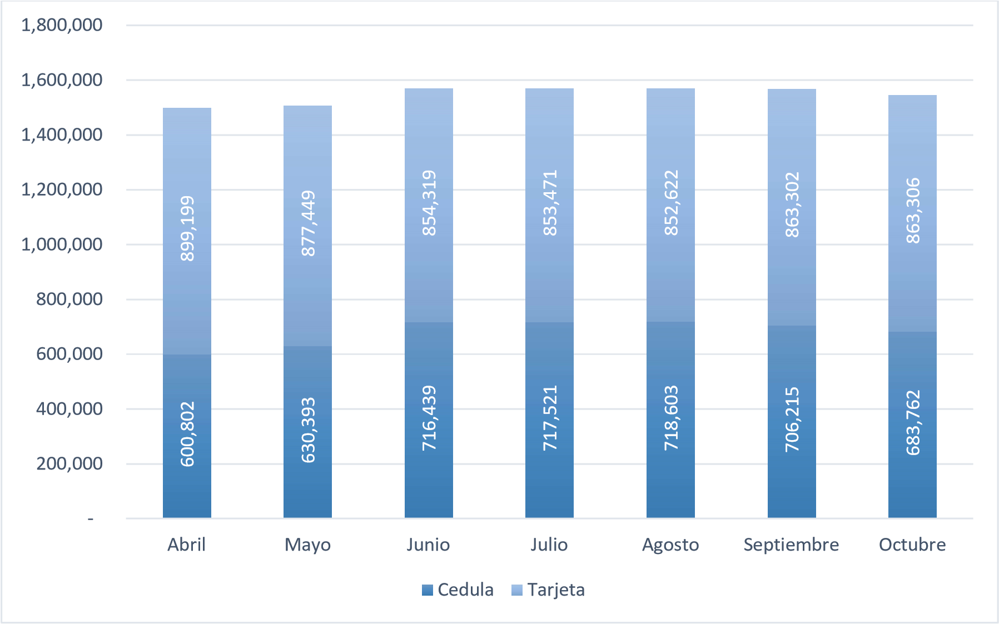 1,800,000
1,600,000
1,400,000
1,200,000
1,000,000
800,000
600,000
400,000
200,000
-
899,199
877,449
854,319
853,471
852,622
863,302
863,306
600,802
630,393
716,439
717,521
718,603
706,215
683,762
Abril
Mayo
Junio
Julio
Agosto
Septiembre
Octubre
Cedula
Tarjeta